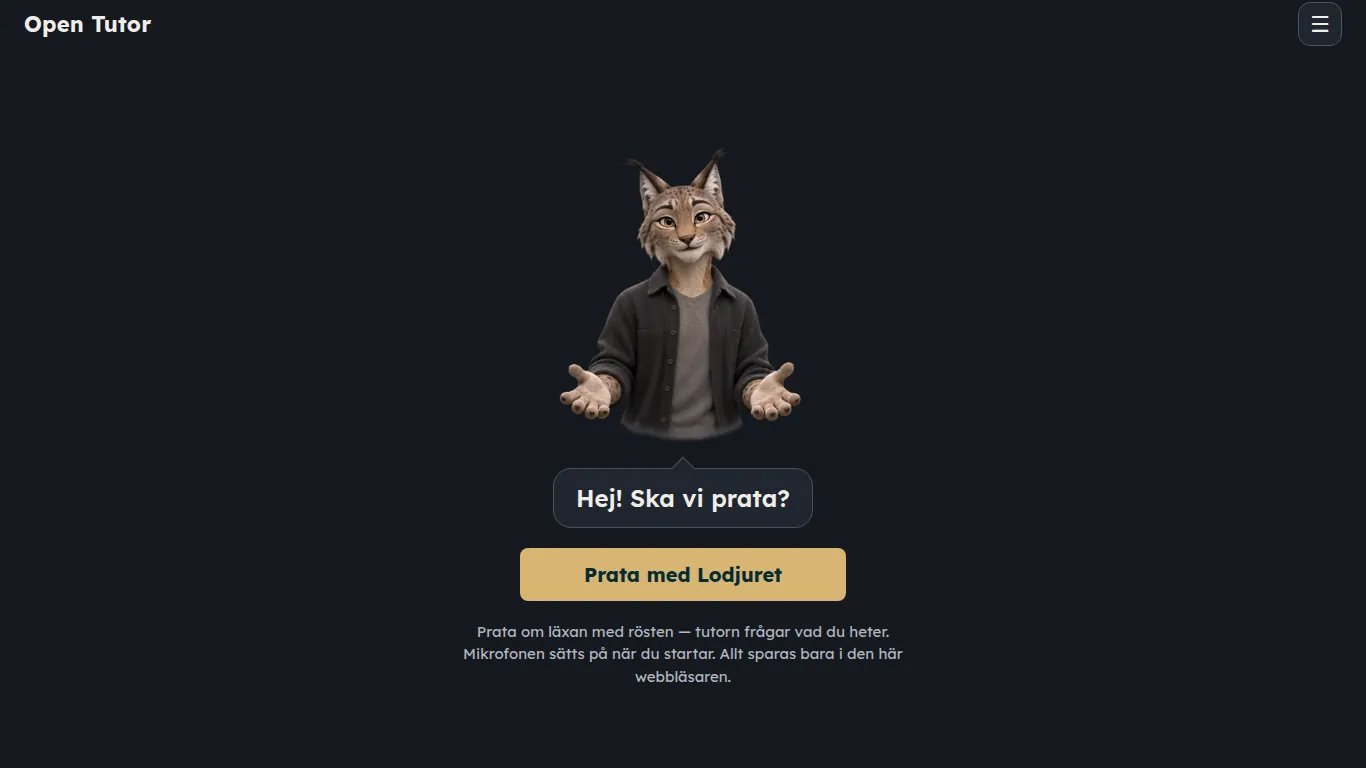 Open Tutor
Hej! Ska vi prata?
Prata med Lodjuret
Prata om läxan med rösten — tutorn frågar vad du heter.
Mikrofonen sätts på när du startar. Allt sparas bara i den här
webbläsaren.